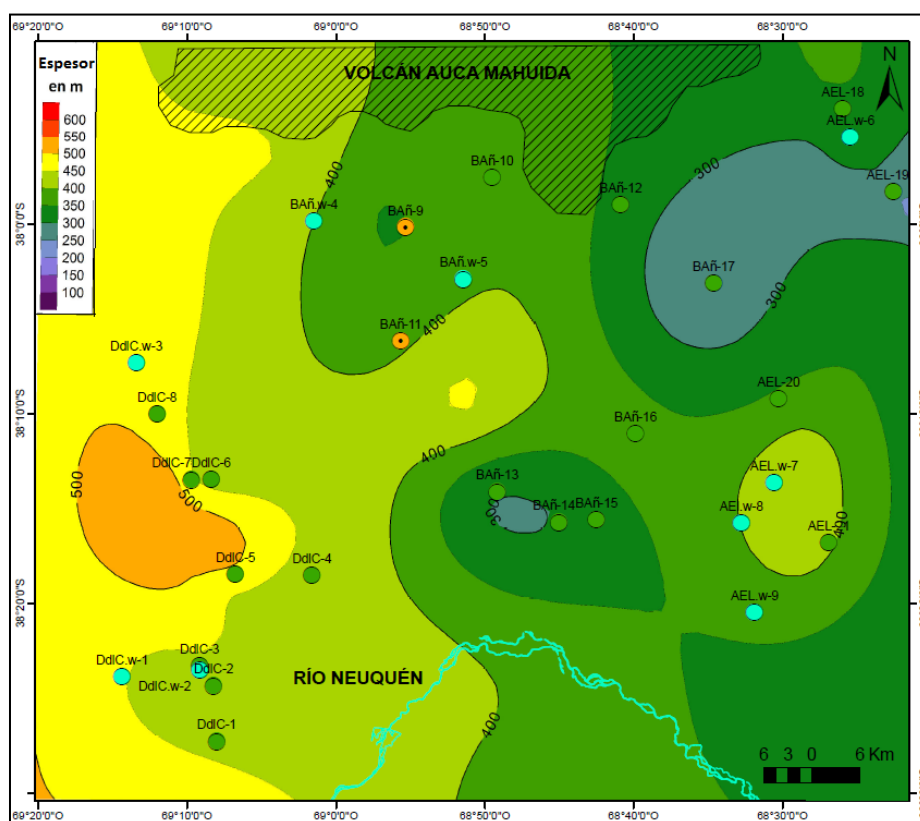 69°20'0"O 69°10'0"O 69°0'0"O 68°50'0"O 68°40'0"O 68°30'0"O
Espesor
en m
600
550
500
450
400
350
300
250
200
150
100
VOLCÁN AUCA MAHUIDA
N
AEL-18
AEL.w-6
BAñ-10
300
AEL-19
400
BAñ-12
BAñ.w-4
BAñ-9
38°0'0"S
BAñ.w-5
BAñ-17
300
BAñ-11
400
DdlC.w-3
DdlC-8
AEL-20
38°10'0"S
BAñ-16
400
500
DdlC-7
DdlC-6
500
BAñ-13
AEL.w-7
300
BAñ-14
BAñ-15
AEL.w-8
AEL-21
400
DdlC-5
DdlC-4
38°20'0"S
AEL.w-9
DdlC-3
DdlC.w-1
DdlC-2
DdlC.w-2
RÍO NEUQUÉN
400
DdlC-1
6 3 0 6 Km
69°20'0"O 69°10'0"O 69°0'0"O 68°50'0"O 68°40'0"O 68°30'0"O